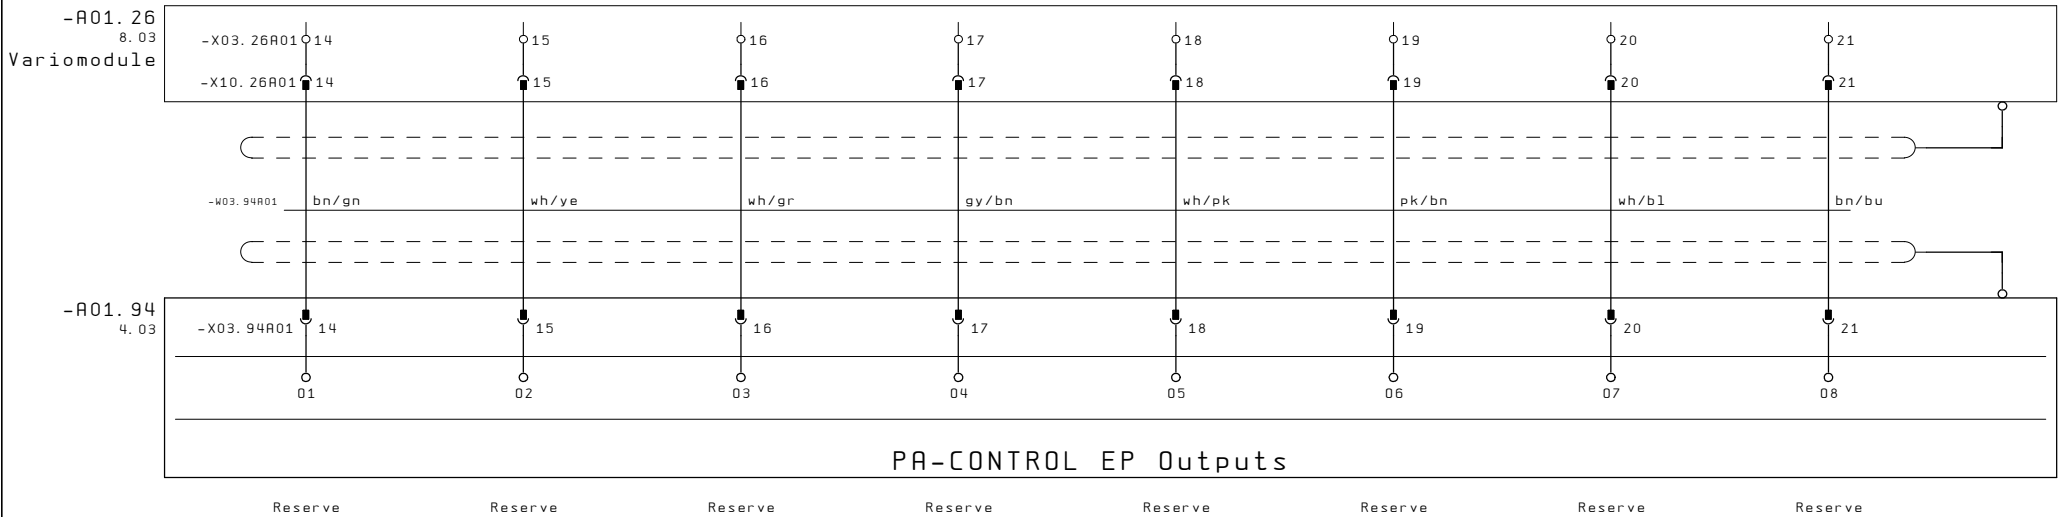 -A01.26
8.03
Variomodule
-X03.26A01 14 15 16 17 18 19 20 21
-X10.26A01 14 15 16 17 18 19 20 21
-W03.94A01 bn/gn wh/ye wh/gr gy/bn wh/pk pk/bn wh/bl bn/bu
-A01.94
4.03
-X03.94A01 14 15 16 17 18 19 20 21
01 02 03 04 05 06 07 08
PA-CONTROL EP Outputs
Reserve Reserve Reserve Reserve Reserve Reserve Reserve Reserve